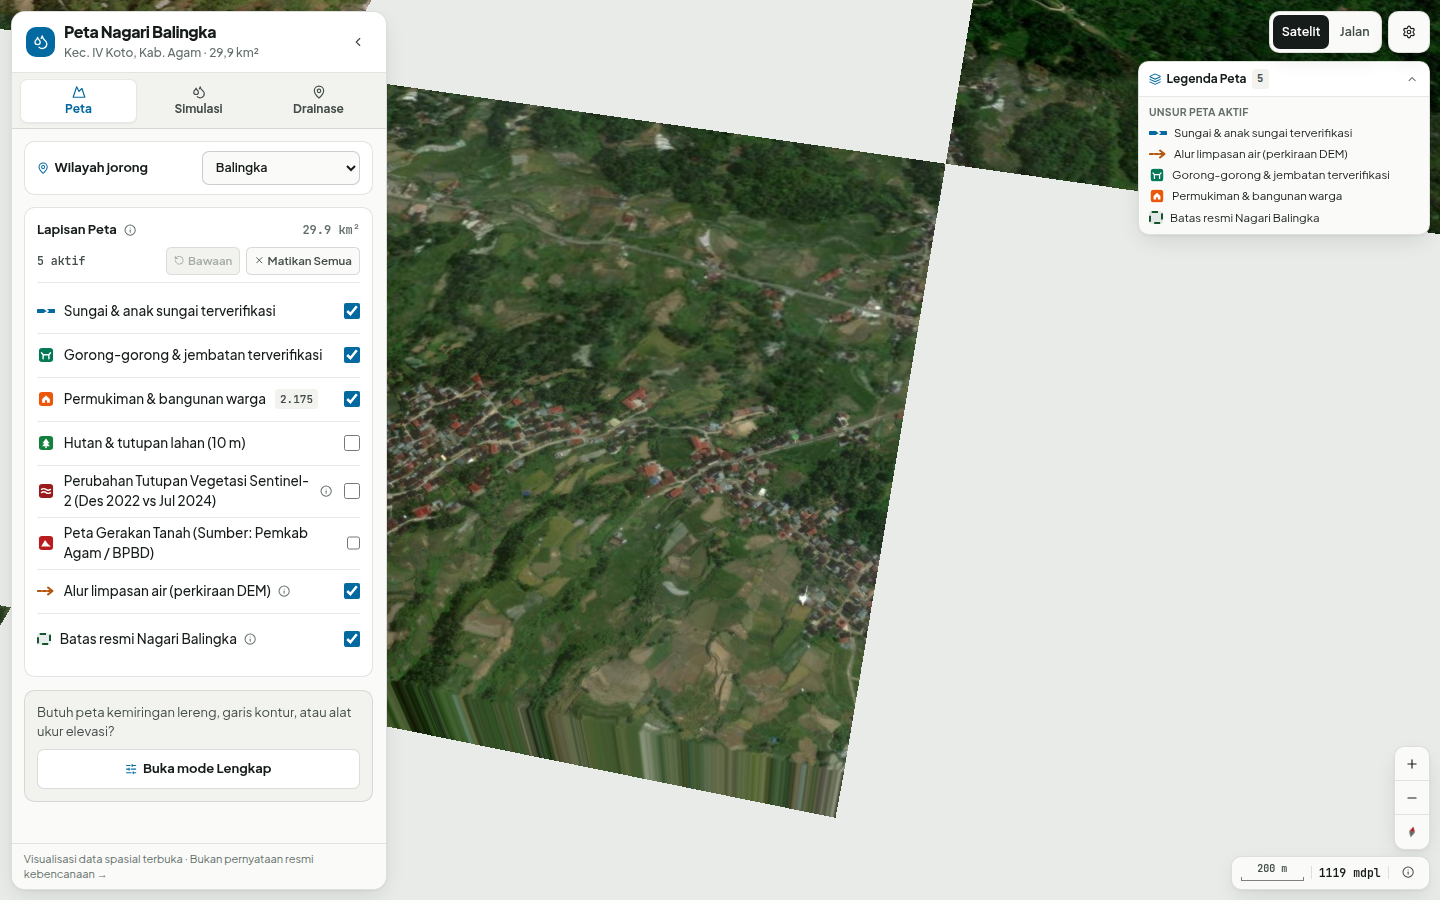 Peta Nagari Balingka
Kec. IV Koto, Kab. Agam · 29,9 km²
Peta
Simulasi
Drainase
Wilayah jorong
Balingka
Lapisan Peta
29.9 km²
5 aktif
Bawaan
Matikan Semua
Sungai & anak sungai terverifikasi
Gorong-gorong & jembatan terverifikasi
Permukiman & bangunan warga 2.175
Hutan & tutupan lahan (10 m)
Perubahan Tutupan Vegetasi Sentinel-
2 (Des 2022 vs Jul 2024)
Peta Gerakan Tanah (Sumber: Pemkab
Agam / BPBD)
Alur limpasan air (perkiraan DEM)
Batas resmi Nagari Balingka
Butuh peta kemiringan lereng, garis kontur, atau alat
ukur elevasi?
Buka mode Lengkap
Visualisasi data spasial terbuka · Bukan pernyataan resmi
kebencanaan →
Satelit
Jalan
Legenda Peta 5
UNSUR PETA AKTIF
Sungai & anak sungai terverifikasi
Alur limpasan air (perkiraan DEM)
Gorong-gorong & jembatan terverifikasi
Permukiman & bangunan warga
Batas resmi Nagari Balingka
200 m
1119 mdpl